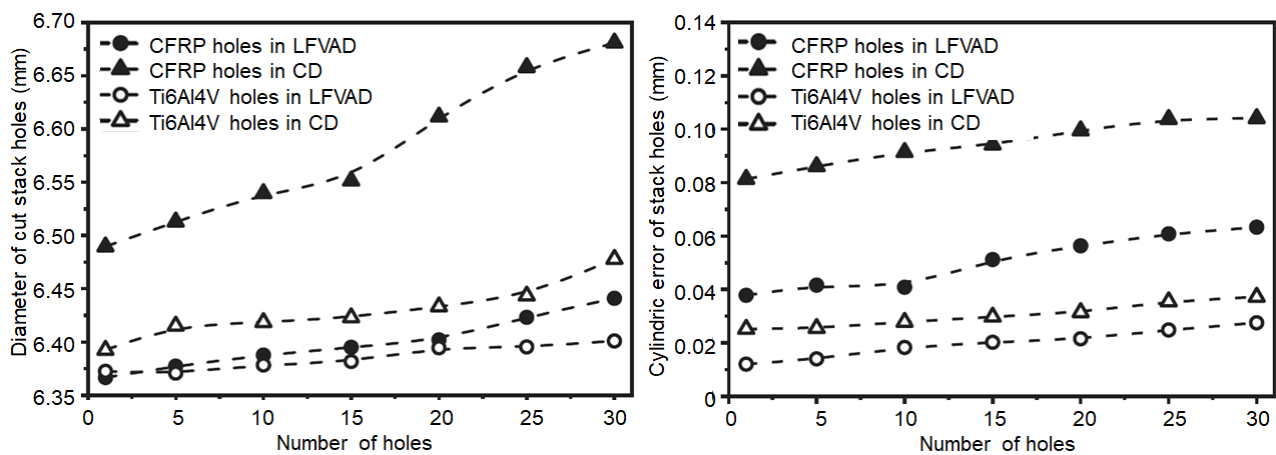 Diameter of cut stack holes (mm)
6.70
6.65
6.60
6.55
6.50
6.45
6.40
6.35
CFRP holes in LFVAD
CFRP holes in CD
Ti6Al4V holes in LFVAD
Ti6Al4V holes in CD
0 5 10 15 20 25 30
Number of holes
Cylindric error of stack holes (mm)
0.14
0.12
0.10
0.08
0.06
0.04
0.02
0
CFRP holes in LFVAD
CFRP holes in CD
Ti6Al4V holes in LFVAD
Ti6Al4V holes in CD
0 5 10 15 20 25 30
Number of holes